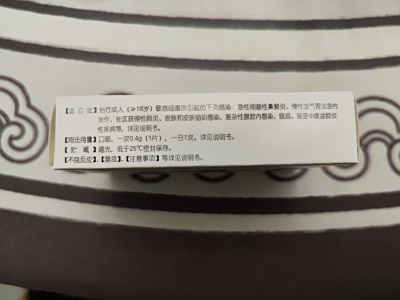 【适 应 症】治疗成人（≥18岁）敏感细菌所引起的下列感染：急性细菌性鼻窦炎、慢性支气管炎急性
发作、社区获得性肺炎、皮肤和皮肤组织感染、复杂性腹腔内感染、鼠疫、轻至中度盆腔炎
性疾病等，详见说明书。
【用法用量】口服，一次0.4g（1片），一日1次。详见说明书。
【贮 藏】遮光，低于25℃密封保存。
【不良反应】、【禁忌】、【注意事项】等详见说明书。